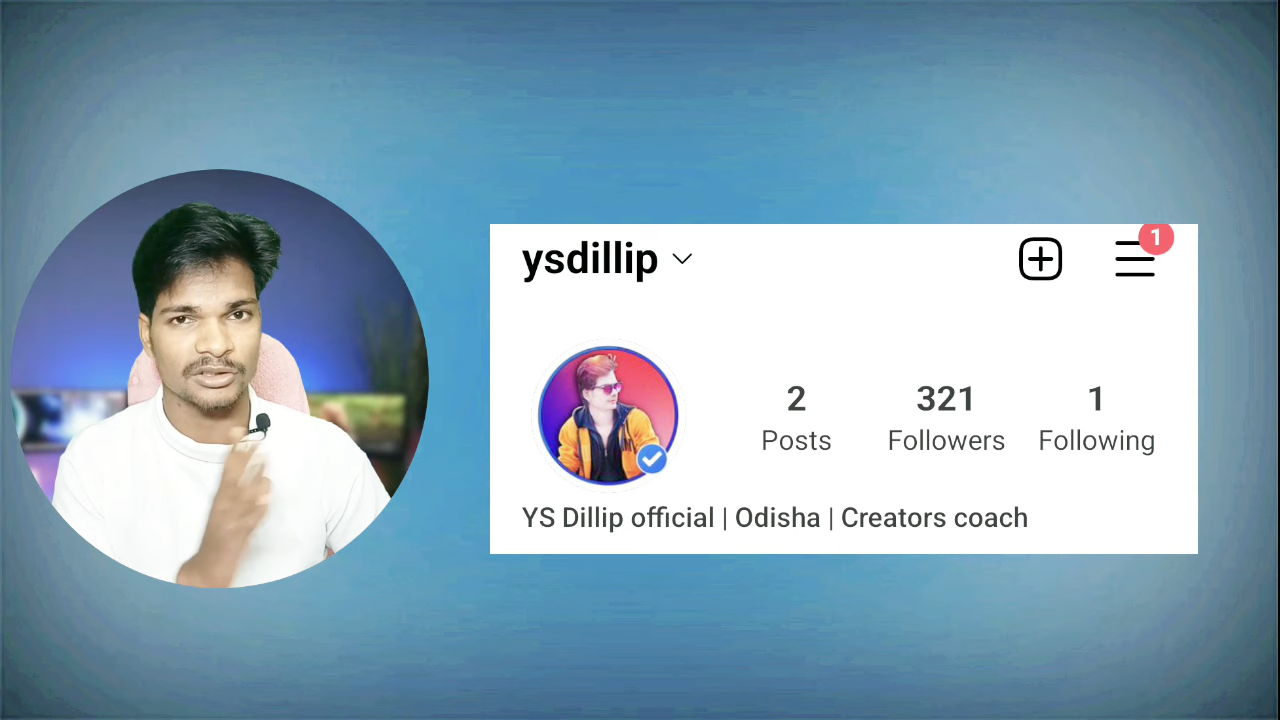 ysdillip
1
2 321 1
Posts Followers Following
YS Dillip official | Odisha | Creators coach